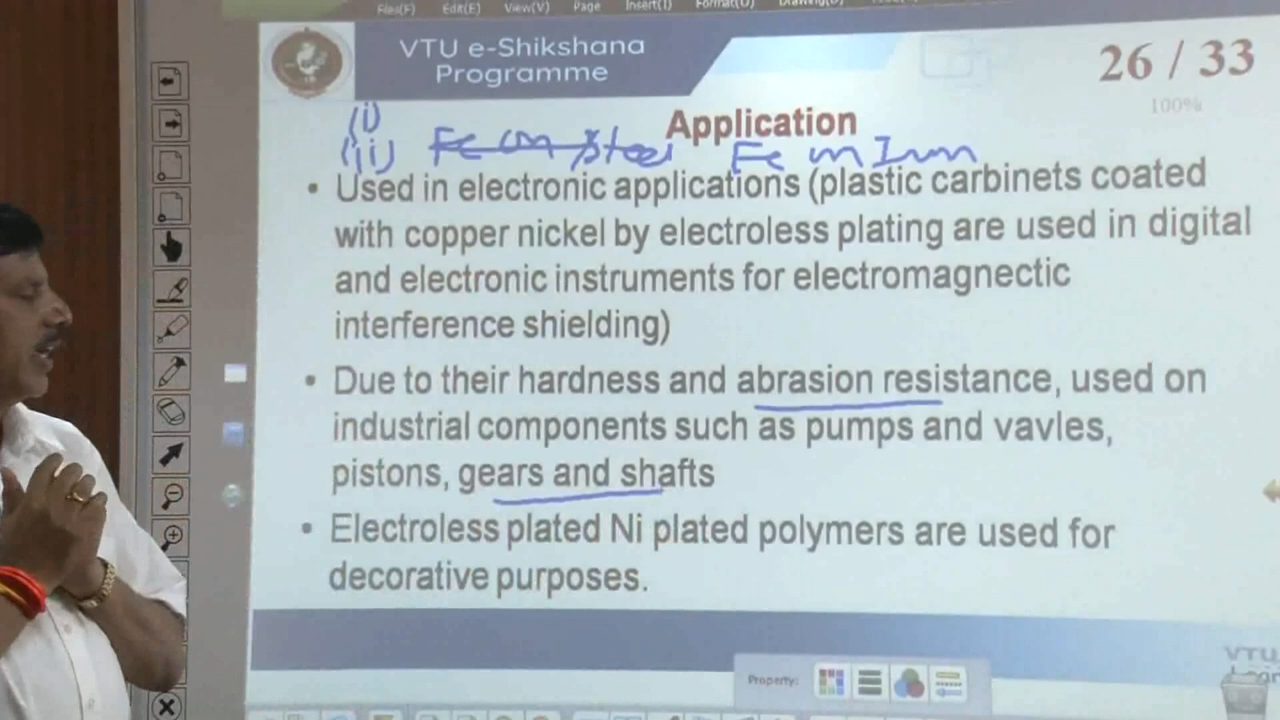 Files(F) Edit(E) View(V) Page Insert(I) Format(O) Drawing(D)
VTU e-Shikshana
Programme
26 / 33
100%
(i)
Application
(ii) Fe in Steel Fe in Iron
• Used in electronic applications (plastic carbinets coated
with copper nickel by electroless plating are used in digital
and electronic instruments for electromagnectic
interference shielding)
• Due to their hardness and abrasion resistance, used on
industrial components such as pumps and vavles,
pistons, gears and shafts
• Electroless plated Ni plated polymers are used for
decorative purposes.
Property:
VTU